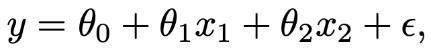 y = θ₀ + θ₁x₁ + θ₂x₂ + ϵ,